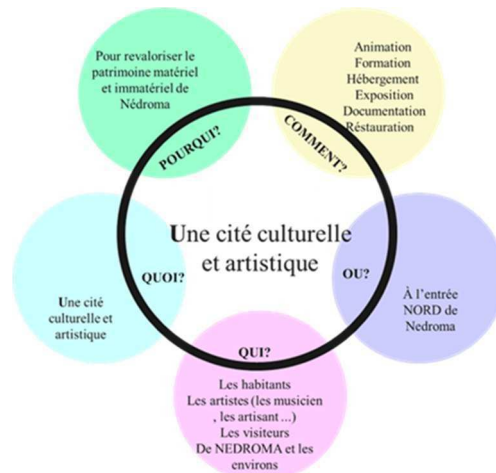 Pour revaloriser le
patrimoine matériel
et immatériel de
Nédroma
POURQUI?
Animation
Formation
Hébergement
Exposition
Documentation
Réstauration
COMMENT?
Une cité culturelle
et artistique
QUOI?
Une cité
culturelle et
artistique
OU?
À l'entrée
NORD de
Nedroma
QUI?
Les habitants
Les artistes (les musicien
, les artisant ...)
Les visiteurs
De NEDROMA et les
environs